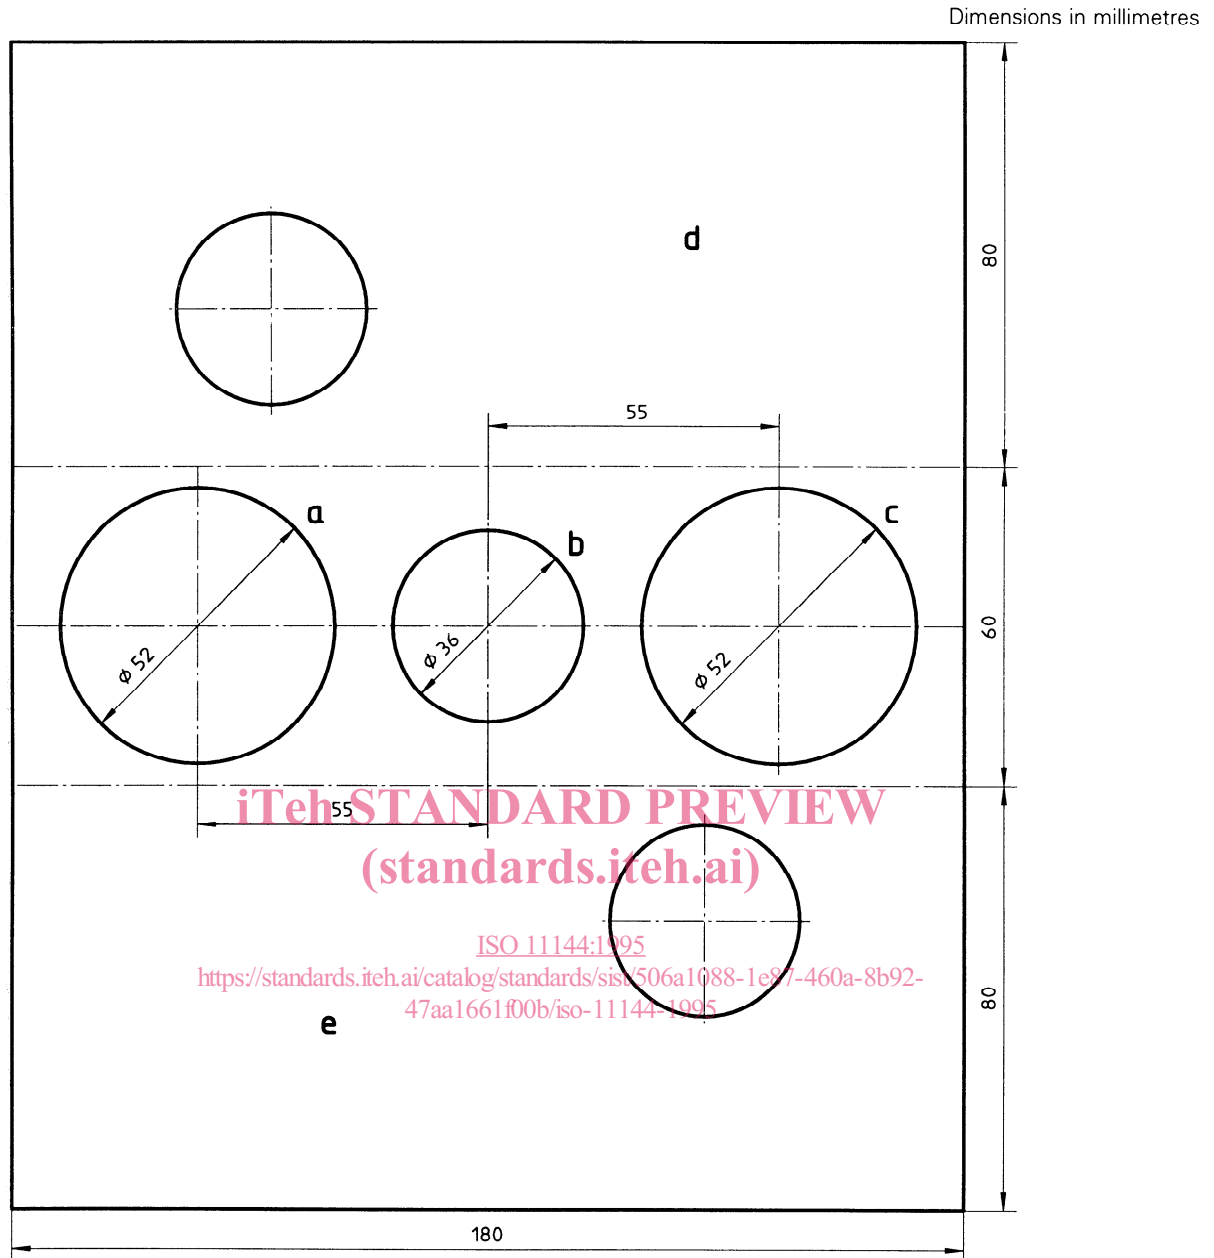 Dimensions in millimetres
d
80
55
a
c
b
60
φ 52
φ 36
φ 52
iTeh STANDARD PREVIEW
55
(standards.iteh.ai)
ISO 11144:1995
https://standards.iteh.ai/catalog/standards/sist/506a1088-1e87-460a-8b92-
47aa1661f00b/iso-11144-1995
80
e
180